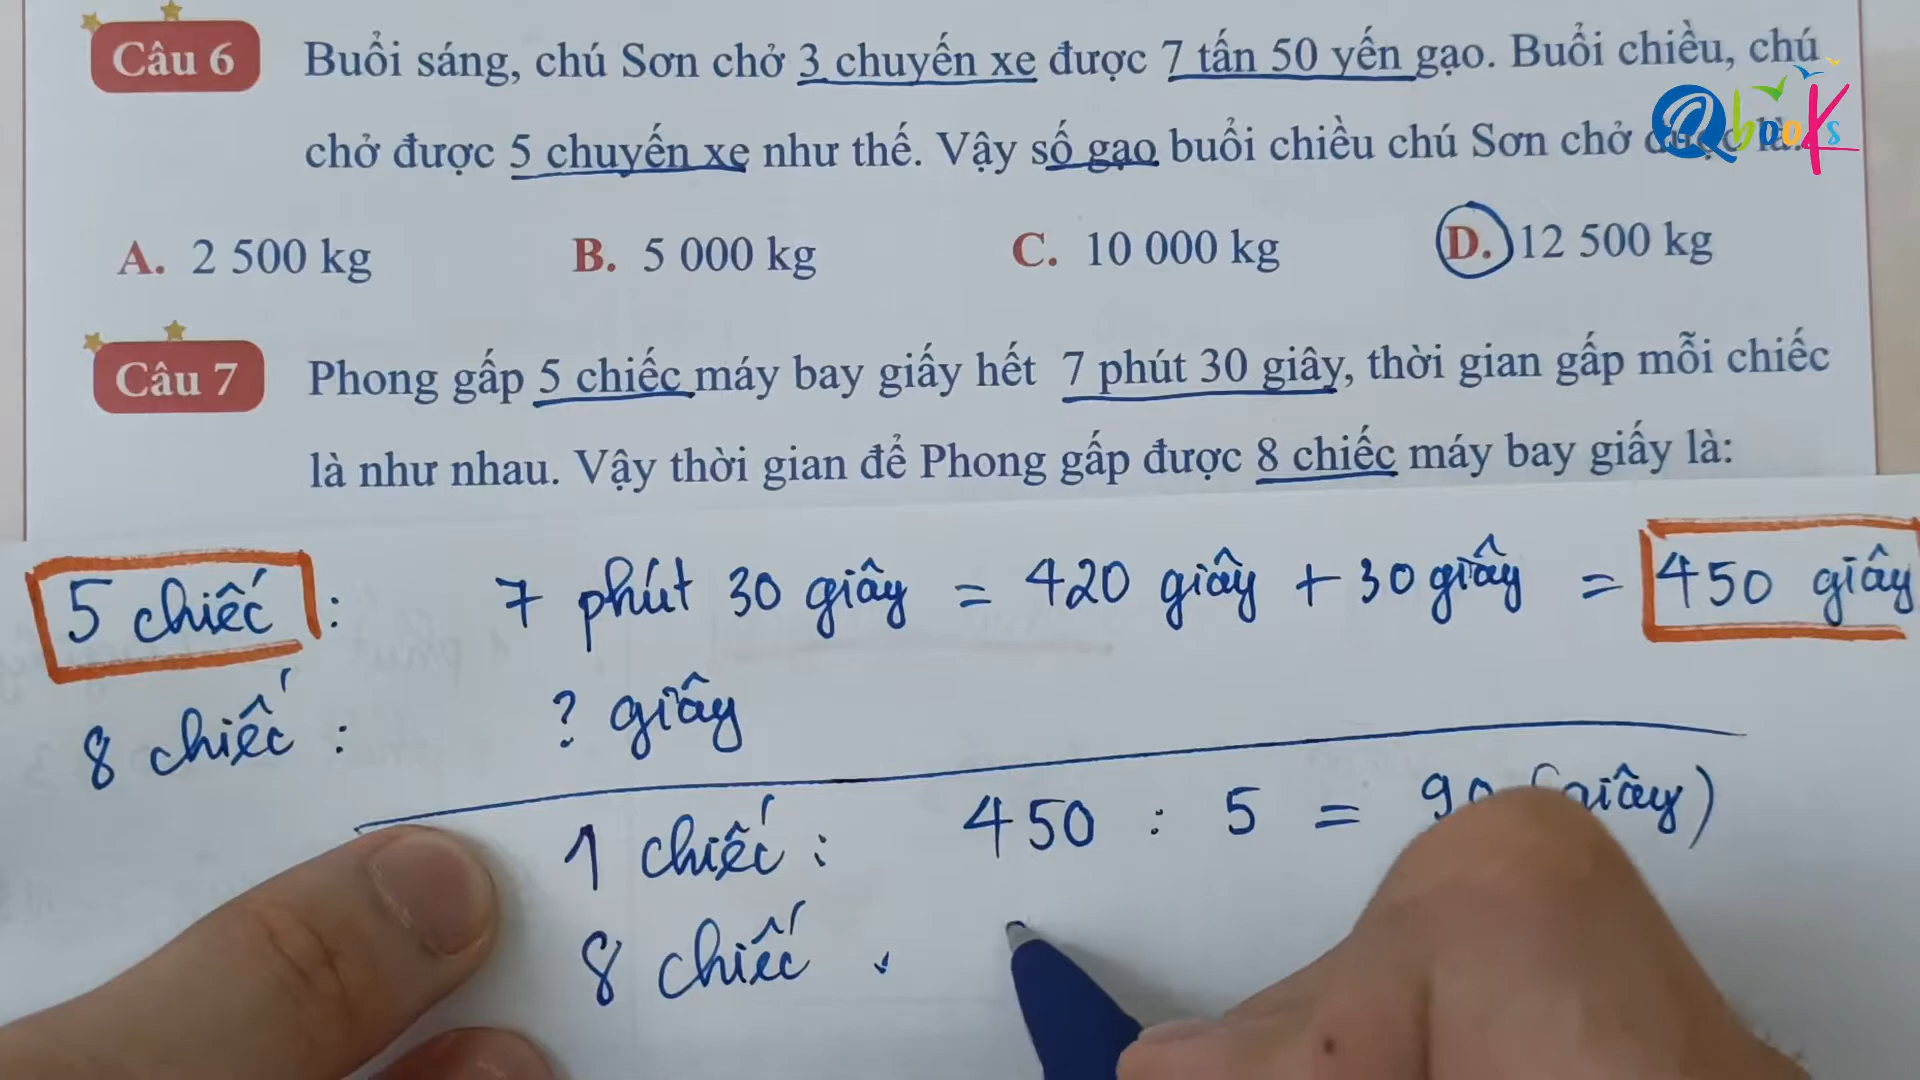 Câu 6 Buổi sáng, chú Sơn chở 3 chuyến xe được 7 tấn 50 yến gạo. Buổi chiều, chú
Qbooks
chở được 5 chuyến xe như thế. Vậy số gạo buổi chiều chú Sơn chở được là:
A. 2 500 kg B. 5 000 kg C. 10 000 kg D. 12 500 kg
Câu 7 Phong gấp 5 chiếc máy bay giấy hết 7 phút 30 giây, thời gian gấp mỗi chiếc
là như nhau. Vậy thời gian để Phong gấp được 8 chiếc máy bay giấy là:
5 chiếc : 7 phút 30 giây = 420 giây + 30 giây = 450 giây
8 chiếc : ? giây
1 chiếc : 450 : 5 = 90 (giây)
8 chiếc